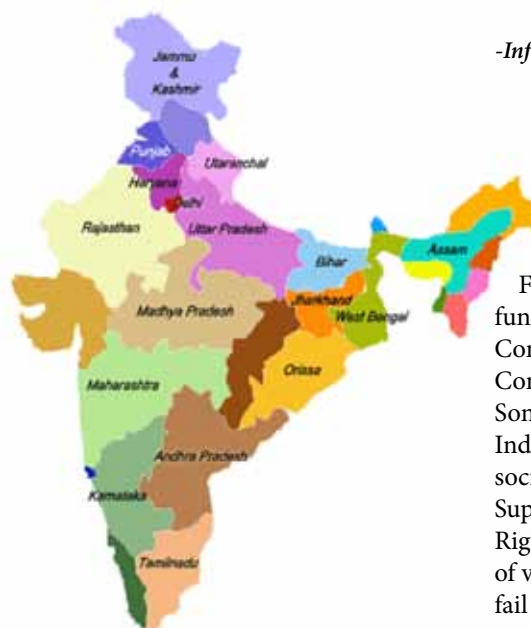 -Inf
Jammu
&
Kashmir
Punjab
Utaranchal
Haryana
Delhi
Rajasthan
Uttar Pradesh
Bihar
Assam
Jharkhand
Madhya Pradesh
West Bengal
Orissa
Maharashtra
Andhra Pradesh
Karnataka
Tamilnadu
F
fun
Con
Con
Son
Ind
soci
Sup
Rig
of v
fail